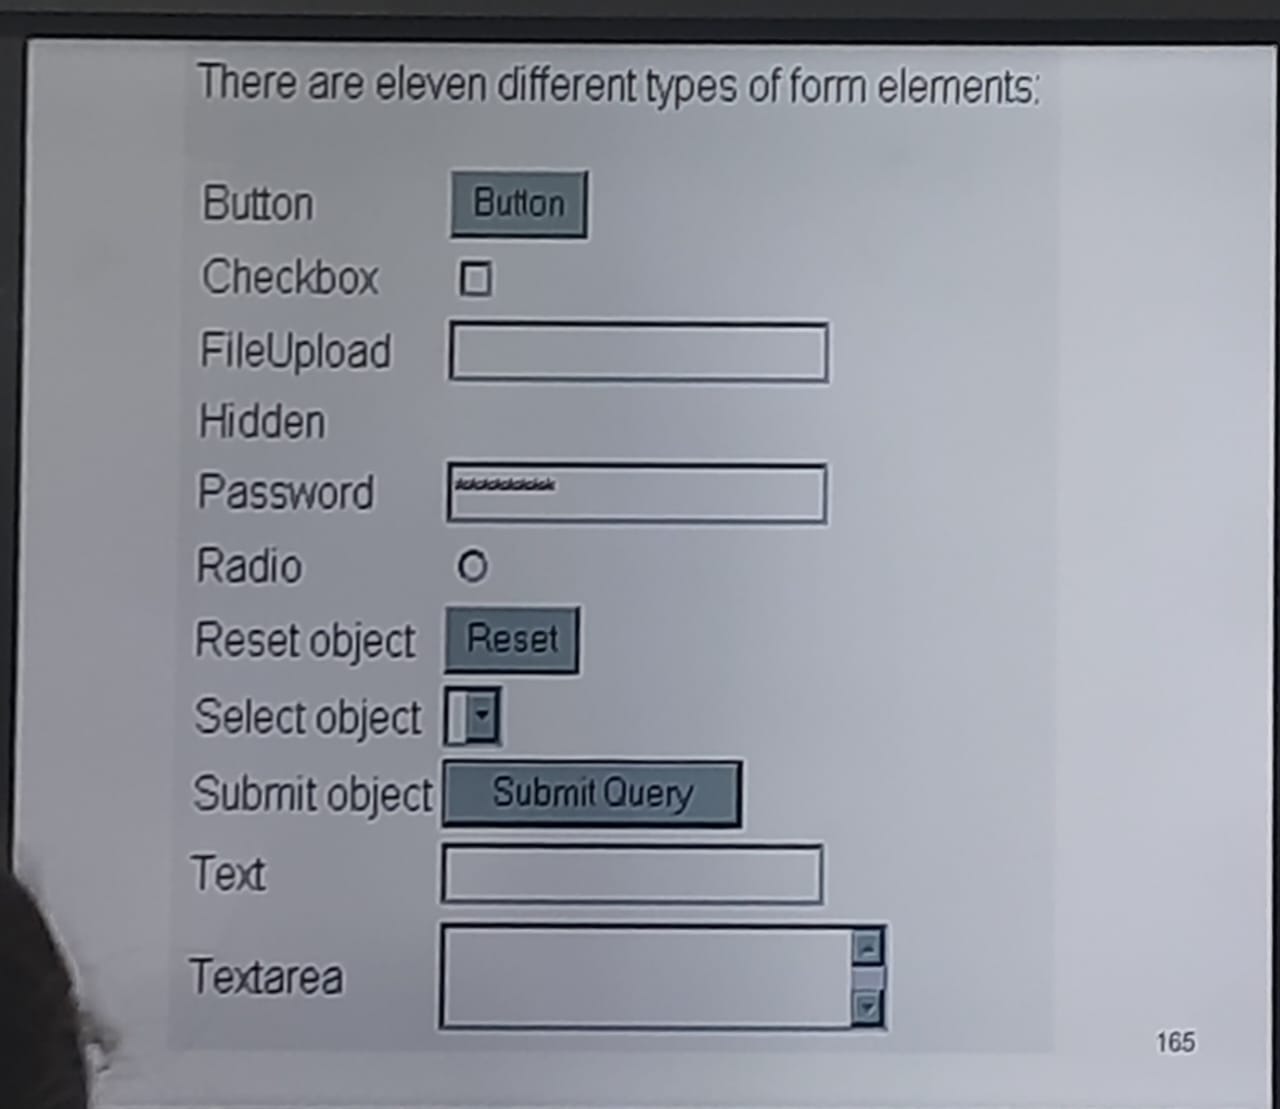 There are eleven different types of form elements:
Button Button
Checkbox
FileUpload
Hidden
Password **********
Radio
Reset object Reset
Select object
Submit object Submit Query
Text
Textarea
165